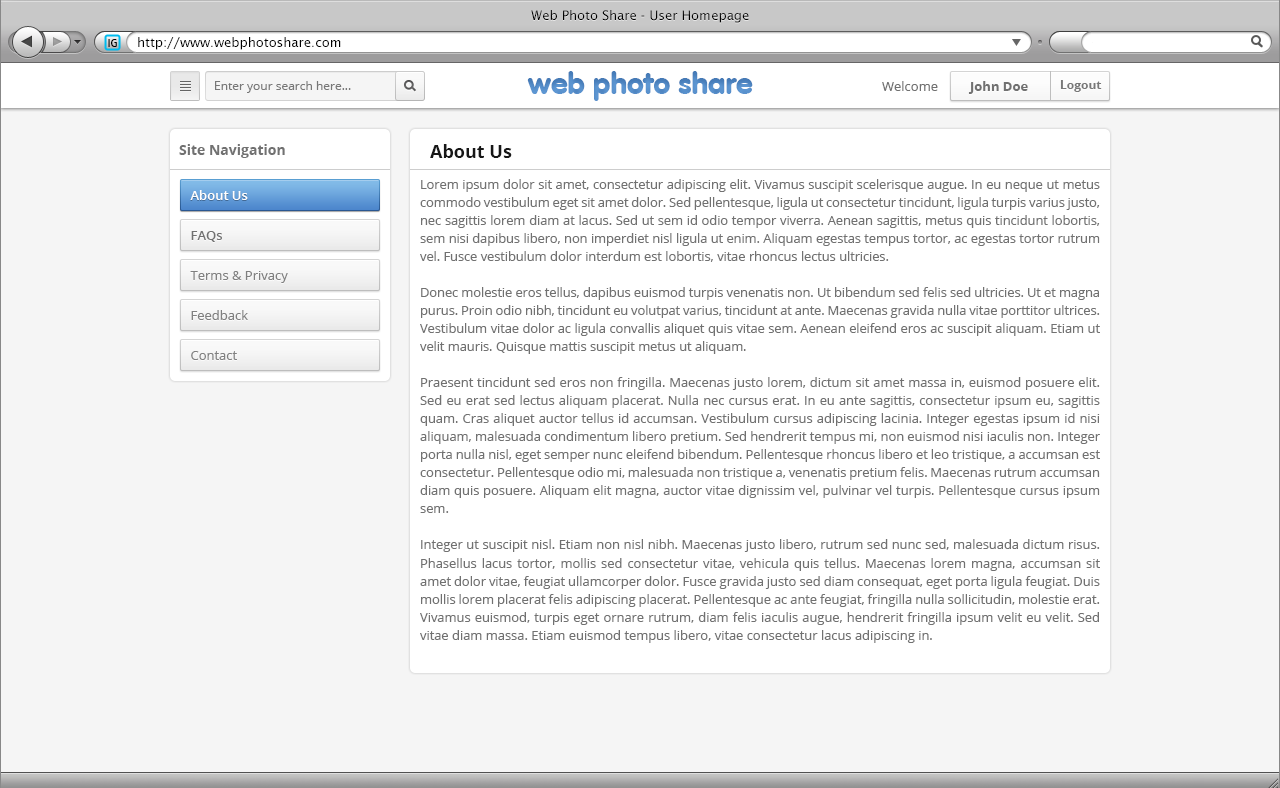 Web Photo Share - User Homepage
IG http://www.webphotoshare.com
Enter your search here...
web photo share
Welcome John Doe Logout
Site Navigation
About Us
FAQs
Terms & Privacy
Feedback
Contact
About Us
Lorem ipsum dolor sit amet, consectetur adipiscing elit. Vivamus suscipit scelerisque augue. In eu neque ut metus
commodo vestibulum eget sit amet dolor. Sed pellentesque, ligula ut consectetur tincidunt, ligula turpis varius justo,
nec sagittis lorem diam at lacus. Sed ut sem id odio tempor viverra. Aenean sagittis, metus quis tincidunt lobortis,
sem nisi dapibus libero, non imperdiet nisl ligula ut enim. Aliquam egestas tempus tortor, ac egestas tortor rutrum
vel. Fusce vestibulum dolor interdum est lobortis, vitae rhoncus lectus ultricies.
Donec molestie eros tellus, dapibus euismod turpis venenatis non. Ut bibendum sed felis sed ultricies. Ut et magna
purus. Proin odio nibh, tincidunt eu volutpat varius, tincidunt at ante. Maecenas gravida nulla vitae porttitor ultrices.
Vestibulum vitae dolor ac ligula convallis aliquet quis vitae sem. Aenean eleifend eros ac suscipit aliquam. Etiam ut
velit mauris. Quisque mattis suscipit metus ut aliquam.
Praesent tincidunt sed eros non fringilla. Maecenas justo lorem, dictum sit amet massa in, euismod posuere elit.
Sed eu erat sed lectus aliquam placerat. Nulla nec cursus erat. In eu ante sagittis, consectetur ipsum eu, sagittis
quam. Cras aliquet auctor tellus id accumsan. Vestibulum cursus adipiscing lacinia. Integer egestas ipsum id nisi
aliquam, malesuada condimentum libero pretium. Sed hendrerit tempus mi, non euismod nisi iaculis non. Integer
porta nulla nisl, eget semper nunc eleifend bibendum. Pellentesque rhoncus libero et leo tristique, a accumsan est
consectetur. Pellentesque odio mi, malesuada non tristique a, venenatis pretium felis. Maecenas rutrum accumsan
diam quis posuere. Aliquam elit magna, auctor vitae dignissim vel, pulvinar vel turpis. Pellentesque cursus ipsum
sem.
Integer ut suscipit nisl. Etiam non nisl nibh. Maecenas justo libero, rutrum sed nunc sed, malesuada dictum risus.
Phasellus lacus tortor, mollis sed consectetur vitae, vehicula quis tellus. Maecenas lorem magna, accumsan sit
amet dolor vitae, feugiat ullamcorper dolor. Fusce gravida justo sed diam consequat, eget porta ligula feugiat. Duis
mollis lorem placerat felis adipiscing placerat. Pellentesque ac ante feugiat, fringilla nulla sollicitudin, molestie erat.
Vivamus euismod, turpis eget ornare rutrum, diam felis iaculis augue, hendrerit fringilla ipsum velit eu velit. Sed
vitae diam massa. Etiam euismod tempus libero, vitae consectetur lacus adipiscing in.